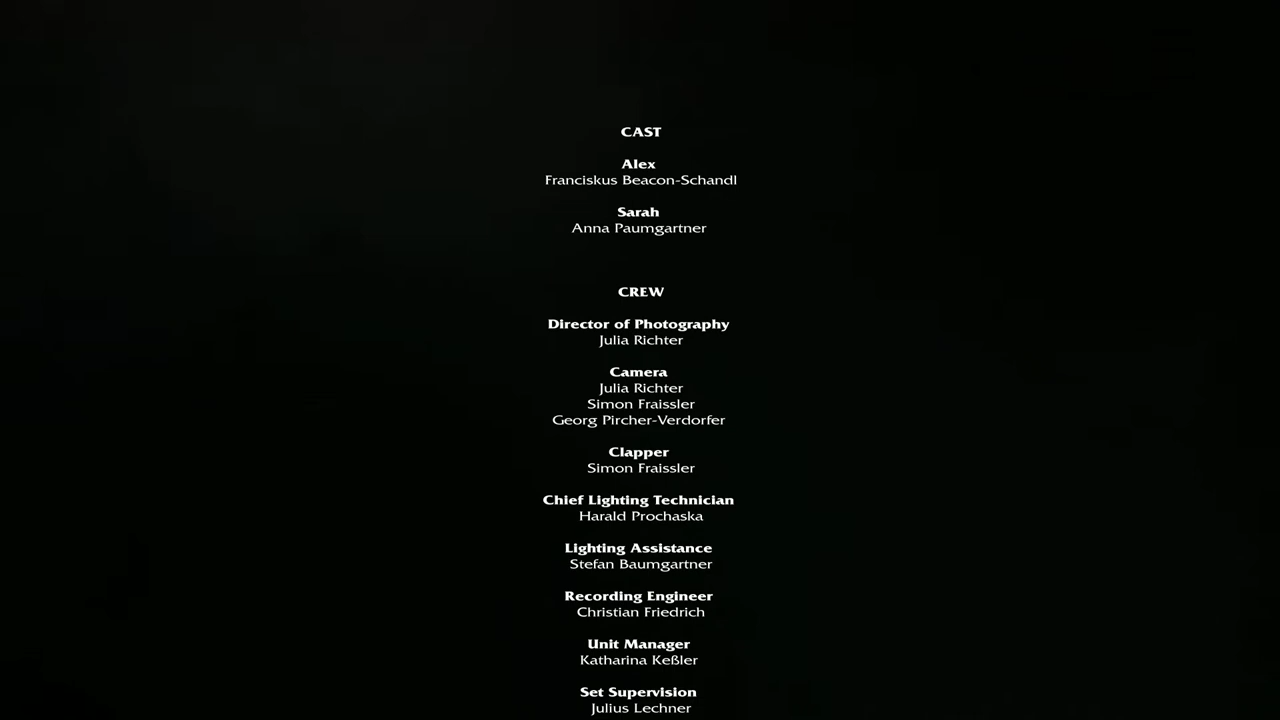 CAST
Alex
Franciskus Beacon-Schandl
Sarah
Anna Paumgartner
CREW
Director of Photography
Julia Richter
Camera
Julia Richter
Simon Fraissler
Georg Pircher-Verdorfer
Clapper
Simon Fraissler
Chief Lighting Technician
Harald Prochaska
Lighting Assistance
Stefan Baumgartner
Recording Engineer
Christian Friedrich
Unit Manager
Katharina Keßler
Set Supervision
Julius Lechner